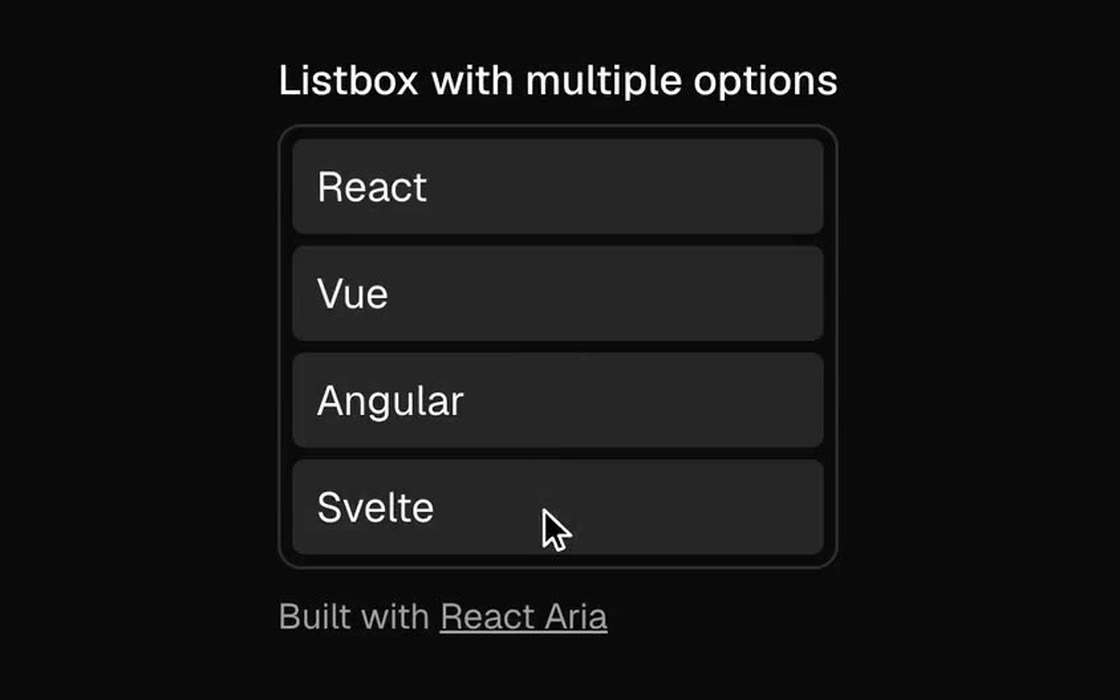 Listbox with multiple options
React
Vue
Angular
Svelte
Built with React Aria